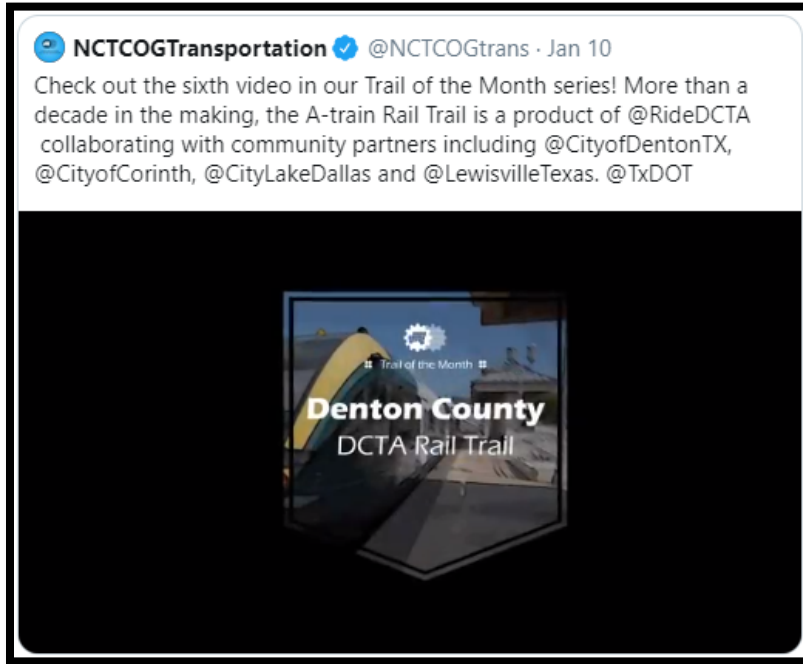 NCTCOGTransportation @NCTCOGtrans · Jan 10
Check out the sixth video in our Trail of the Month series! More than a
decade in the making, the A-train Rail Trail is a product of @RideDCTA
collaborating with community partners including @CityofDentonTX,
@CityofCorinth, @CityLakeDallas and @LewisvilleTexas. @TxDOT
Trail of the Month
Denton County
DCTA Rail Trail